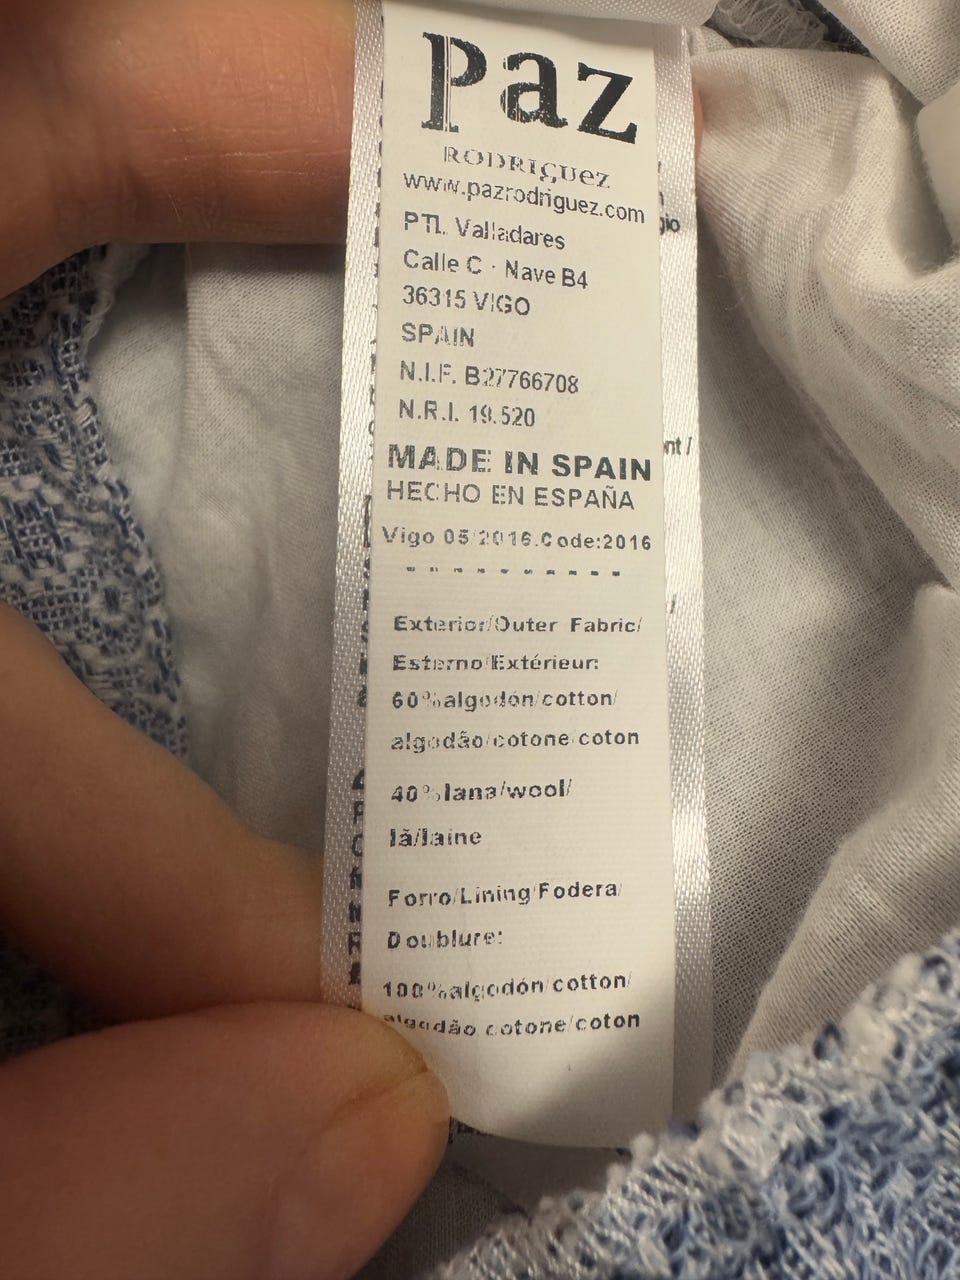 paz
RODRIGUEZ
www.pazrodriguez.com
PTL. Valladares
Calle C · Nave B4
36315 VIGO
SPAIN
N.I.F. B27766708
N.R.I. 19.520
MADE IN SPAIN
HECHO EN ESPAÑA
Vigo 05/2016.Code:2016
----------
Exterior/Outer Fabric/
Esterno/Extérieur:
60%algodón/cotton/
algodão/cotone/coton
40%lana/wool/
lã/laine
Forro/Lining/Fodera/
Doublure:
100%algodón/cotton/
algodão/cotone/coton